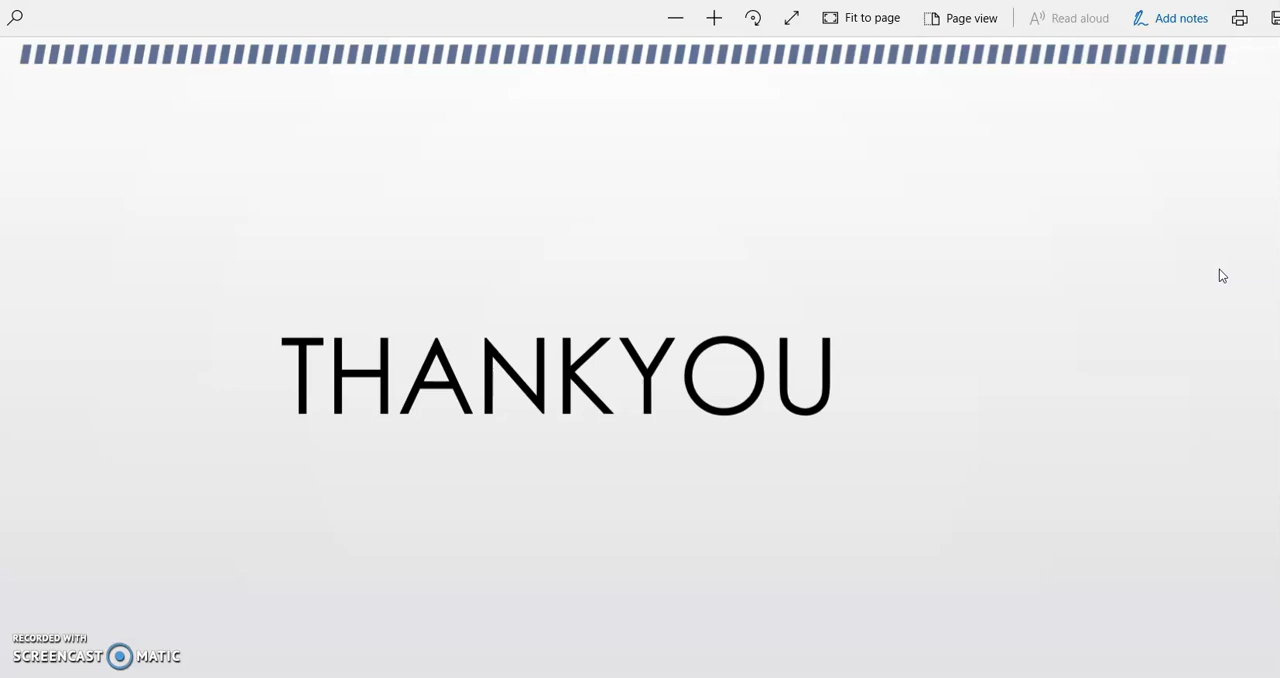 Fit to page Page view Read aloud Add notes
THANKYOU
RECORDED WITH
SCREENCAST MATIC